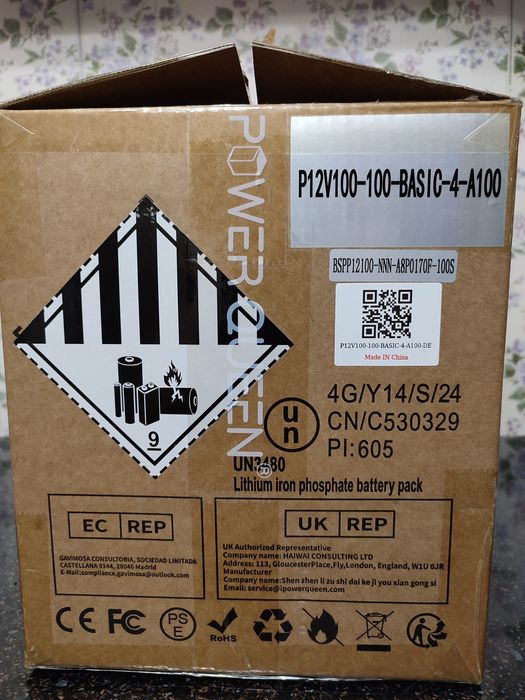 POWER QUEEN®
P12V100-100-BASIC-4-A100
BSPP12100-NNN-A8P0170F-100S
P12V100-100-BASIC-4-A100-DE
Made IN China
9
un
4G/Y14/S/24
CN/C530329
PI:605
UN3480
Lithium iron phosphate battery pack
EC REP
GAVIMOSA CONSULTORIA, SOCIEDAD LIMITADA
CASTELLANA 9144, 28046 Madrid
E-Mail:compliance.gavimosa@outlook.com
UK REP
UK Authorized Representative
Company name: HAIWAI CONSULTING LTD
Address: 113, GloucesterPlace,Fly,London, England, W1U 6JR
Manufacturer
Company name:Shen zhen li zu shi dai ke ji you xian gong si
Email: service@ipowerqueen.com
CE FC PS E RoHS